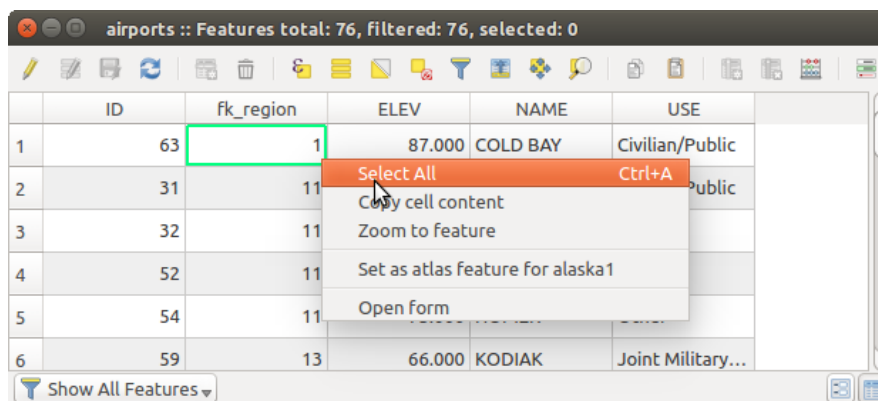 airports :: Features total: 76, filtered: 76, selected: 0
ID fk_region ELEV NAME USE
1 63 1 87.000 COLD BAY Civilian/Public
Select All Ctrl+A
2 31 11 Public
Copy cell content
3 32 11 Zoom to feature
4 52 11 Set as atlas feature for alaska1
5 54 11 Open form
6 59 13 66.000 KODIAK Joint Military...
Show All Features